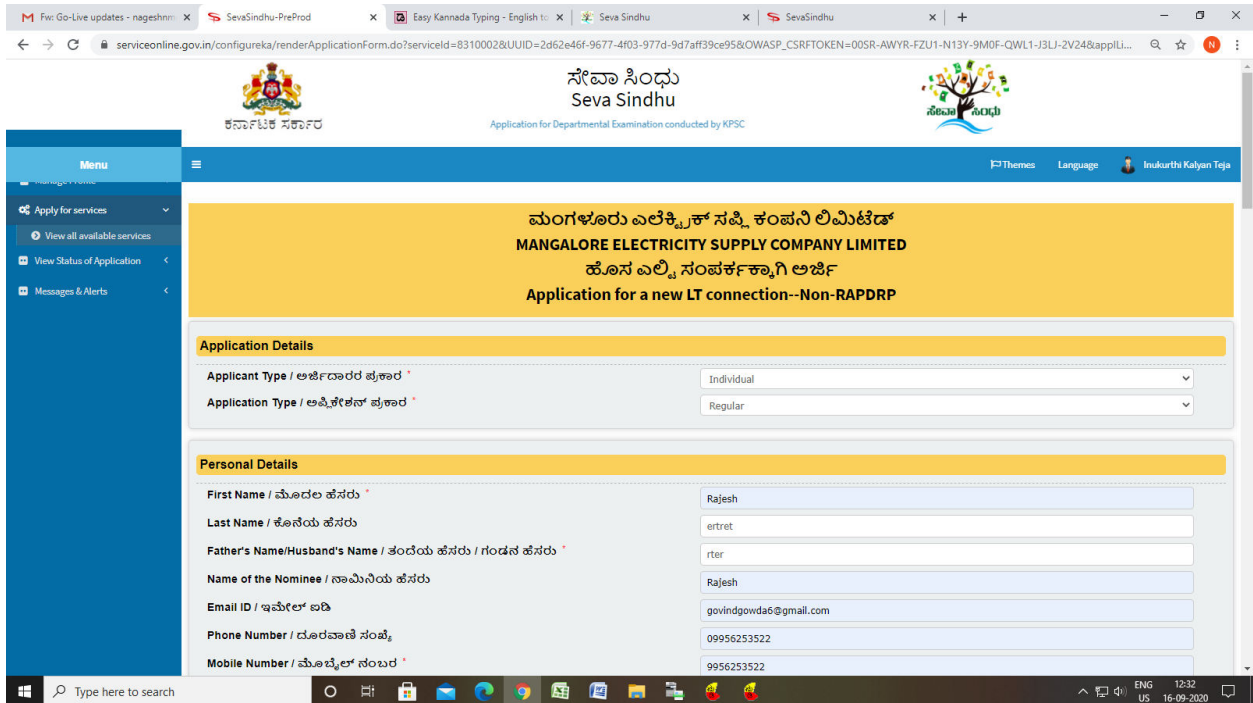 Fw: Go-Live updates - nageshnm
SevaSindhu-PreProd
Easy Kannada Typing - English to
Seva Sindhu
SevaSindhu
serviceonline.gov.in/configureka/renderApplicationForm.do?serviceId=8310002&UUID=2d62e46f-9677-4f03-977d-9d7aff39ce95&OWASP_CSRFTOKEN=00SR-AWYR-FZU1-N13Y-9M0F-QWL1-J3LJ-2V24&applLi...
N
ಕರ್ನಾಟಕ ಸರ್ಕಾರ
ಸೇವಾ ಸಿಂಧು
Seva Sindhu
Application for Departmental Examination conducted by KPSC
ಸೇವಾ ಸಿಂಧು
Menu
Themes Language Inukurthi Kalyan Teja
Manage Profile
Apply for services
View all available services
View Status of Application
Messages & Alerts
ಮಂಗಳೂರು ಎಲೆಕ್ಟ್ರಿಕ್ ಸಪ್ಲೈ ಕಂಪನಿ ಲಿಮಿಟೆಡ್
MANGALORE ELECTRICITY SUPPLY COMPANY LIMITED
ಹೊಸ ಎಲ್ಟಿ ಸಂಪರ್ಕಕ್ಕಾಗಿ ಅರ್ಜಿ
Application for a new LT connection--Non-RAPDRP
Application Details
Applicant Type / ಅರ್ಜಿದಾರರ ಪ್ರಕಾರ * Individual
Application Type / ಅಪ್ಲಿಕೇಶನ್ ಪ್ರಕಾರ * Regular
Personal Details
First Name / ಮೊದಲ ಹೆಸರು * Rajesh
Last Name / ಕೊನೆಯ ಹೆಸರು ertret
Father's Name/Husband's Name / ತಂದೆಯ ಹೆಸರು / ಗಂಡನ ಹೆಸರು * rter
Name of the Nominee / ನಾಮಿನಿಯ ಹೆಸರು Rajesh
Email ID / ಇಮೇಲ್ ಐಡಿ govindgowda6@gmail.com
Phone Number / ದೂರವಾಣಿ ಸಂಖ್ಯೆ 09956253522
Mobile Number / ಮೊಬೈಲ್ ನಂಬರ * 9956253522
Type here to search
ENG 12:32
US 16-09-2020